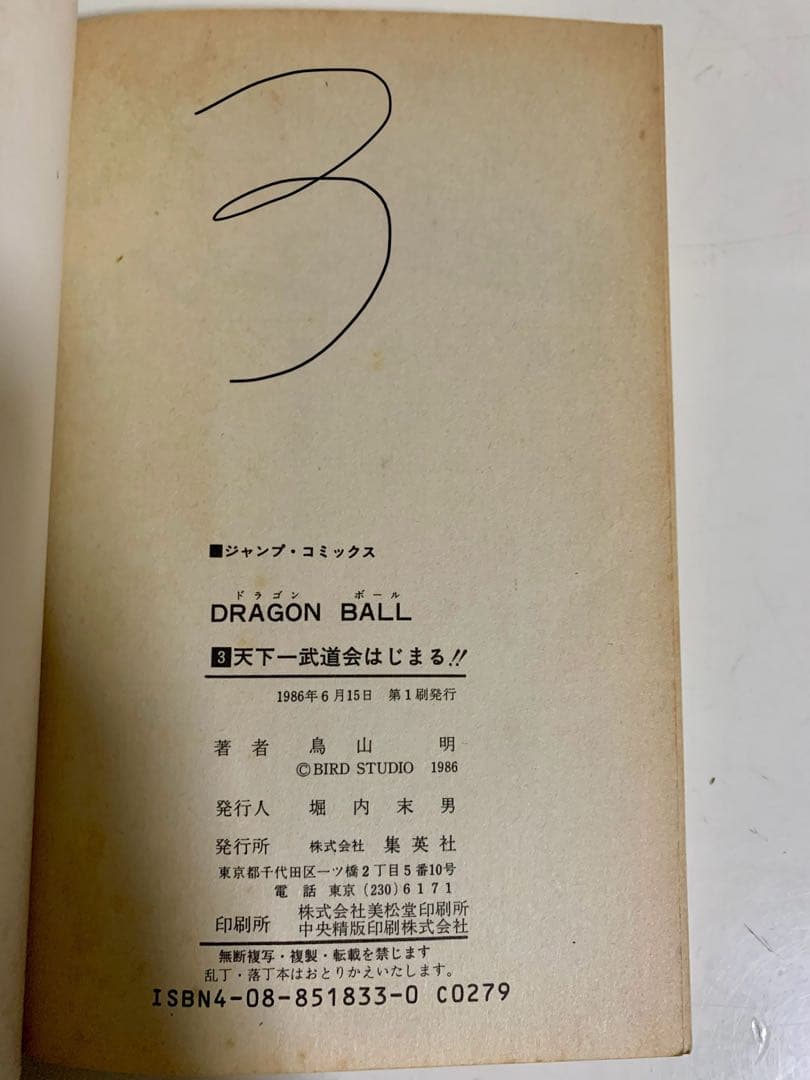 3
■ジャンプ・コミックス
ドラゴン ボール
DRAGON BALL
3天下一武道会はじまる!!
1986年6月15日 第1刷発行
著者 鳥山 明
©BIRD STUDIO 1986
発行人 堀内末男
発行所 株式会社 集英社
東京都千代田区一ツ橋2丁目5番10号
電話 東京(230)6171
印刷所 株式会社美松堂印刷所
中央精版印刷株式会社
無断複写・複製・転載を禁じます
乱丁・落丁本はおとりかえいたします。
ISBN4-08-851833-0 C0279